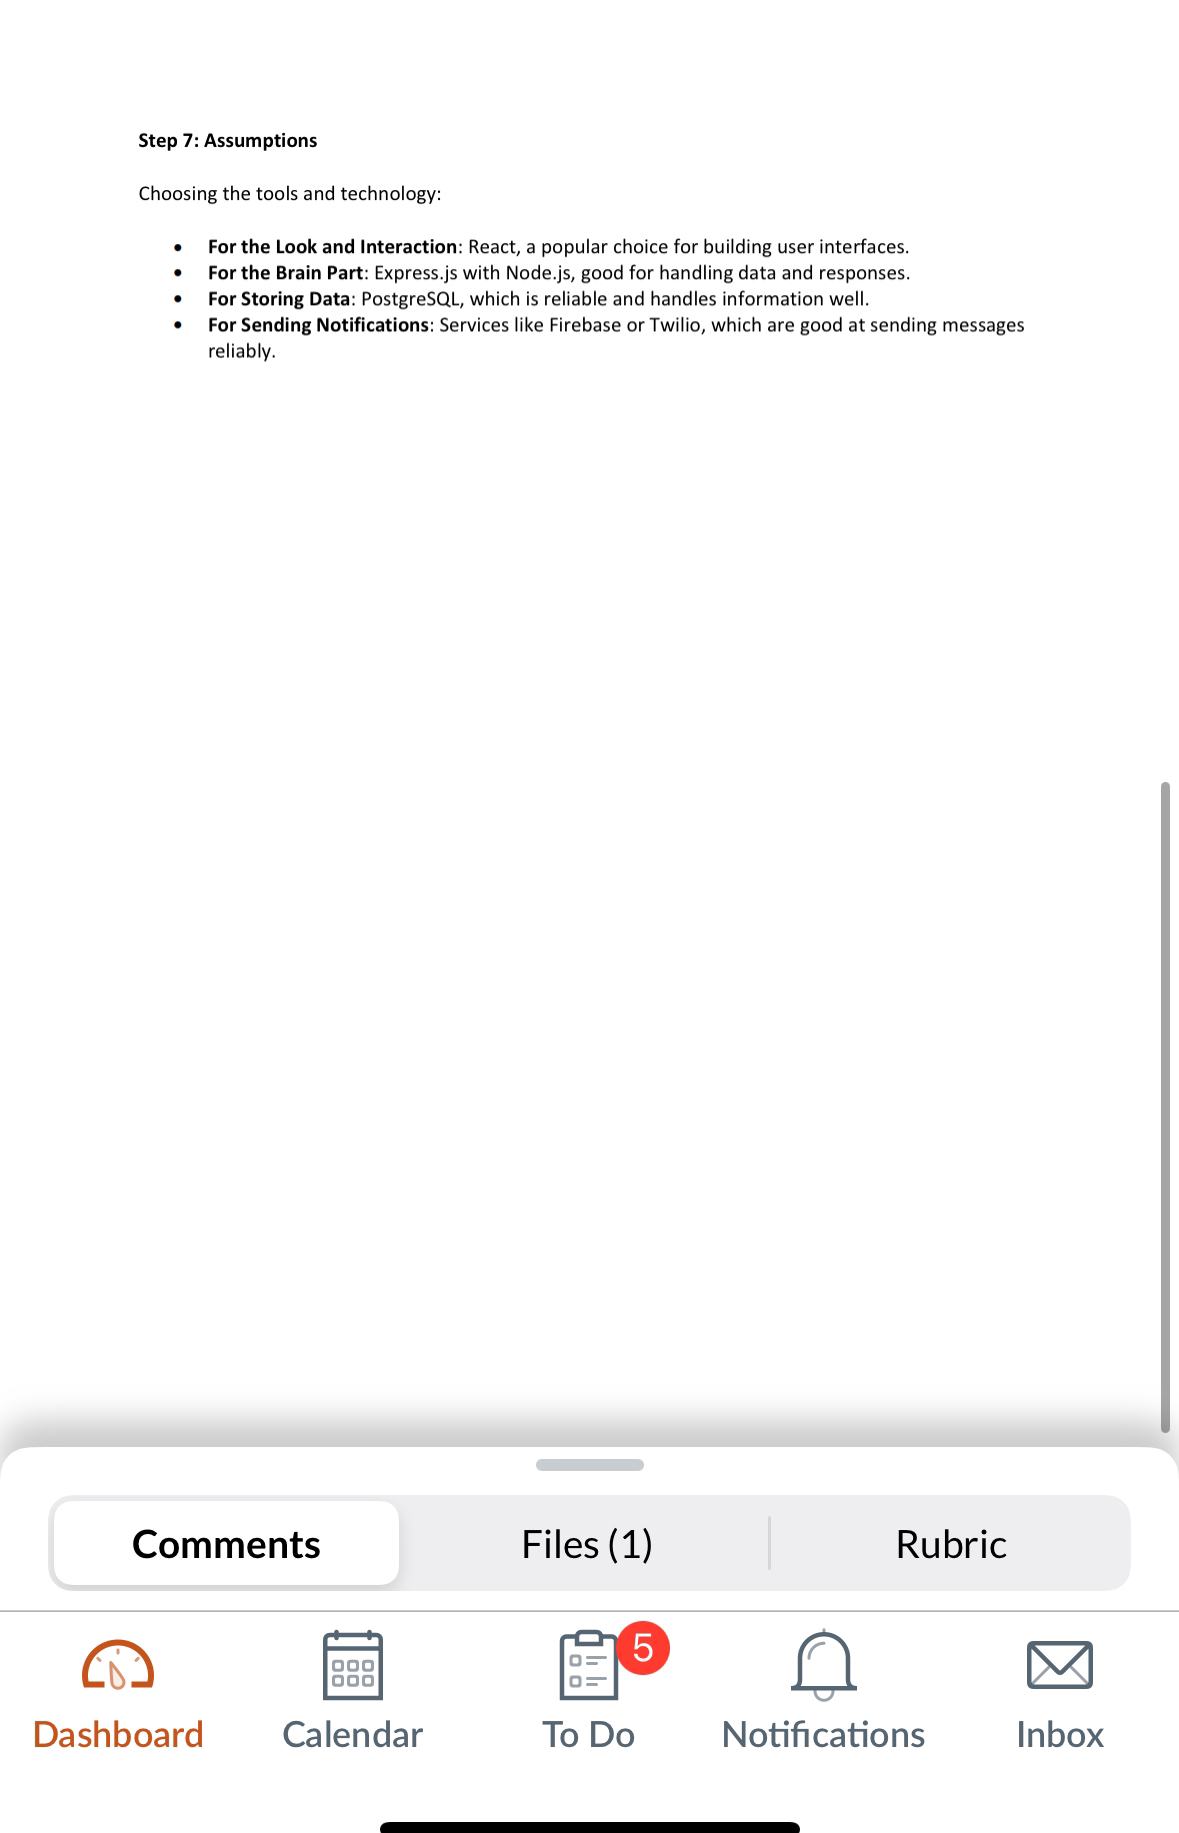 Step 7: Assumptions
Choosing the tools and technology:
• For the Look and Interaction: React, a popular choice for building user interfaces.
• For the Brain Part: Express.js with Node.js, good for handling data and responses.
• For Storing Data: PostgreSQL, which is reliable and handles information well.
• For Sending Notifications: Services like Firebase or Twilio, which are good at sending messages
reliably.
Comments Files (1) Rubric
5
Dashboard Calendar To Do Notifications Inbox